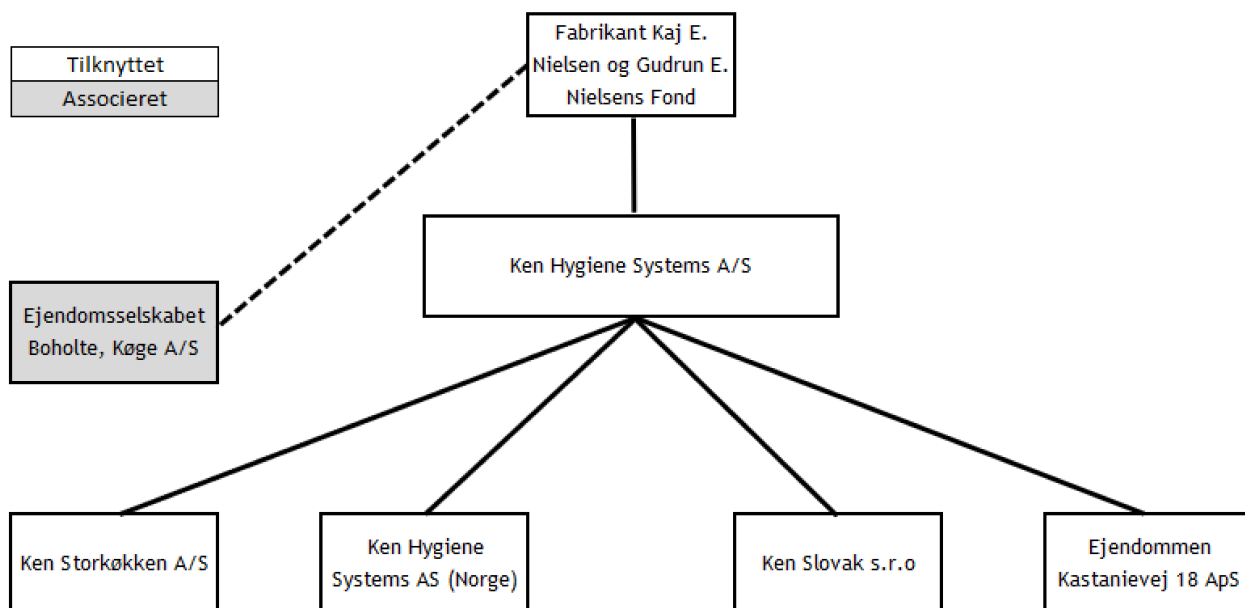 Fabrikant Kaj E.
Nielsen og Gudrun E.
Nielsens Fond
Tilknyttet
Associeret
Ken Hygiene Systems A/S
Ejendomsselskabet
Boholte, Køge A/S
Ken Storkøkken A/S
Ken Hygiene
Systems AS (Norge)
Ken Slovak s.r.o
Ejendommen
Kastanievej 18 ApS